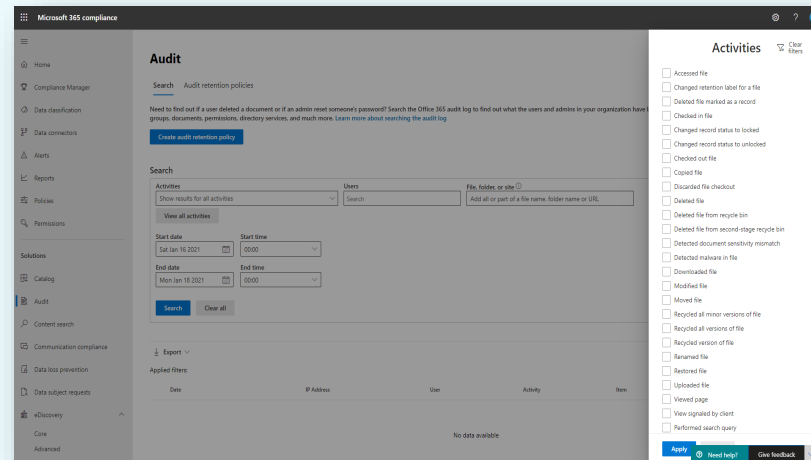 Microsoft 365 compliance
?
Home
Compliance Manager
Data classification
Data connectors
Alerts
Reports
Policies
Permissions
Solutions
Catalog
Audit
Content search
Communication compliance
Data loss prevention
Data subject requests
eDiscovery
Core
Advanced
Audit
Search Audit retention policies
Need to find out if a user deleted a document or if an admin reset someone's password? Search the Office 365 audit log to find out what the users and admins in your organization have
groups, documents, permissions, directory services, and much more. Learn more about searching the audit log
Create audit retention policy
Search
Activities Users File, folder, or site
Show results for all activities Search Add all or part of a file name, folder name or URL
View all activities
Start date Start time
Sat Jan 16 2021 00:00
End date End time
Mon Jan 18 2021 00:00
Search Clear all
Export
Applied filters:
Date IP Address User Activity Item
No data available
Activities Clear
filters
Accessed file
Changed retention label for a file
Deleted file marked as a record
Checked in file
Changed record status to locked
Changed record status to unlocked
Checked out file
Copied file
Discarded file checkout
Deleted file
Deleted file from recycle bin
Deleted file from second-stage recycle bin
Detected document sensitivity mismatch
Detected malware in file
Downloaded file
Modified file
Moved file
Recycled all minor versions of file
Recycled all versions of file
Recycled version of file
Renamed file
Restored file
Uploaded file
Viewed page
View signaled by client
Performed search query
Apply
Need help? Give feedback